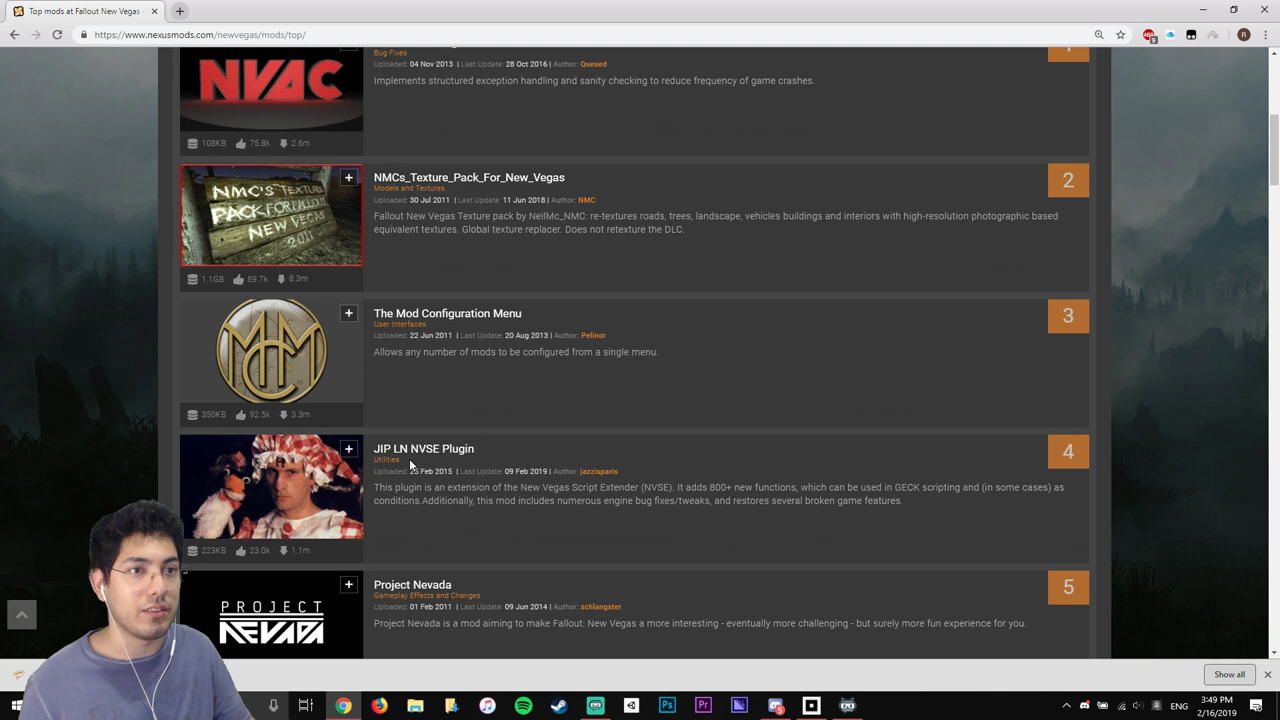 Top mods at Fallout New Vegas
https://www.nexusmods.com/newvegas/mods/top/
R
9
NVAC
Bug Fixes
Uploaded: 04 Nov 2013 | Last Update: 28 Oct 2016 | Author: Queued
Implements structured exception handling and sanity checking to reduce frequency of game crashes.
108KB 75.8k 2.6m
NMC'S TEXTURE
PACK FOR FALLOUT
NEW VEGAS
2011
NMCs_Texture_Pack_For_New_Vegas
2
Models and Textures
Uploaded: 30 Jul 2011 | Last Update: 11 Jun 2018 | Author: NMC
Fallout New Vegas Texture pack by NeilMc_NMC: re-textures roads, trees, landscape, vehicles buildings and interiors with high-resolution photographic based
equivalent textures. Global texture replacer. Does not retexture the DLC.
1.1GB 89.7k 8.3m
MCM
The Mod Configuration Menu
3
User Interfaces
Uploaded: 22 Jun 2011 | Last Update: 20 Aug 2013 | Author: Pelinor
Allows any number of mods to be configured from a single menu.
350KB 92.5k 3.3m
JIP LN NVSE Plugin
4
Utilities
Uploaded: Feb 2015 | Last Update: 09 Feb 2019 | Author: jazzisparis
This plugin is an extension of the New Vegas Script Extender (NVSE). It adds 800+ new functions, which can be used in GECK scripting and (in some cases) as
conditions.Additionally, this mod includes numerous engine bug fixes/tweaks, and restores several broken game features.
223KB 23.0k 1.1m
PROJECT
NEVADA
Project Nevada
5
Gameplay Effects and Changes
Uploaded: 01 Feb 2011 | Last Update: 09 Jun 2014 | Author: schlangster
Project Nevada is a mod aiming to make Fallout: New Vegas a more interesting - eventually more challenging - but surely more fun experience for you.
Show all
Ps
Pr
3:49 PM
2/16/2019